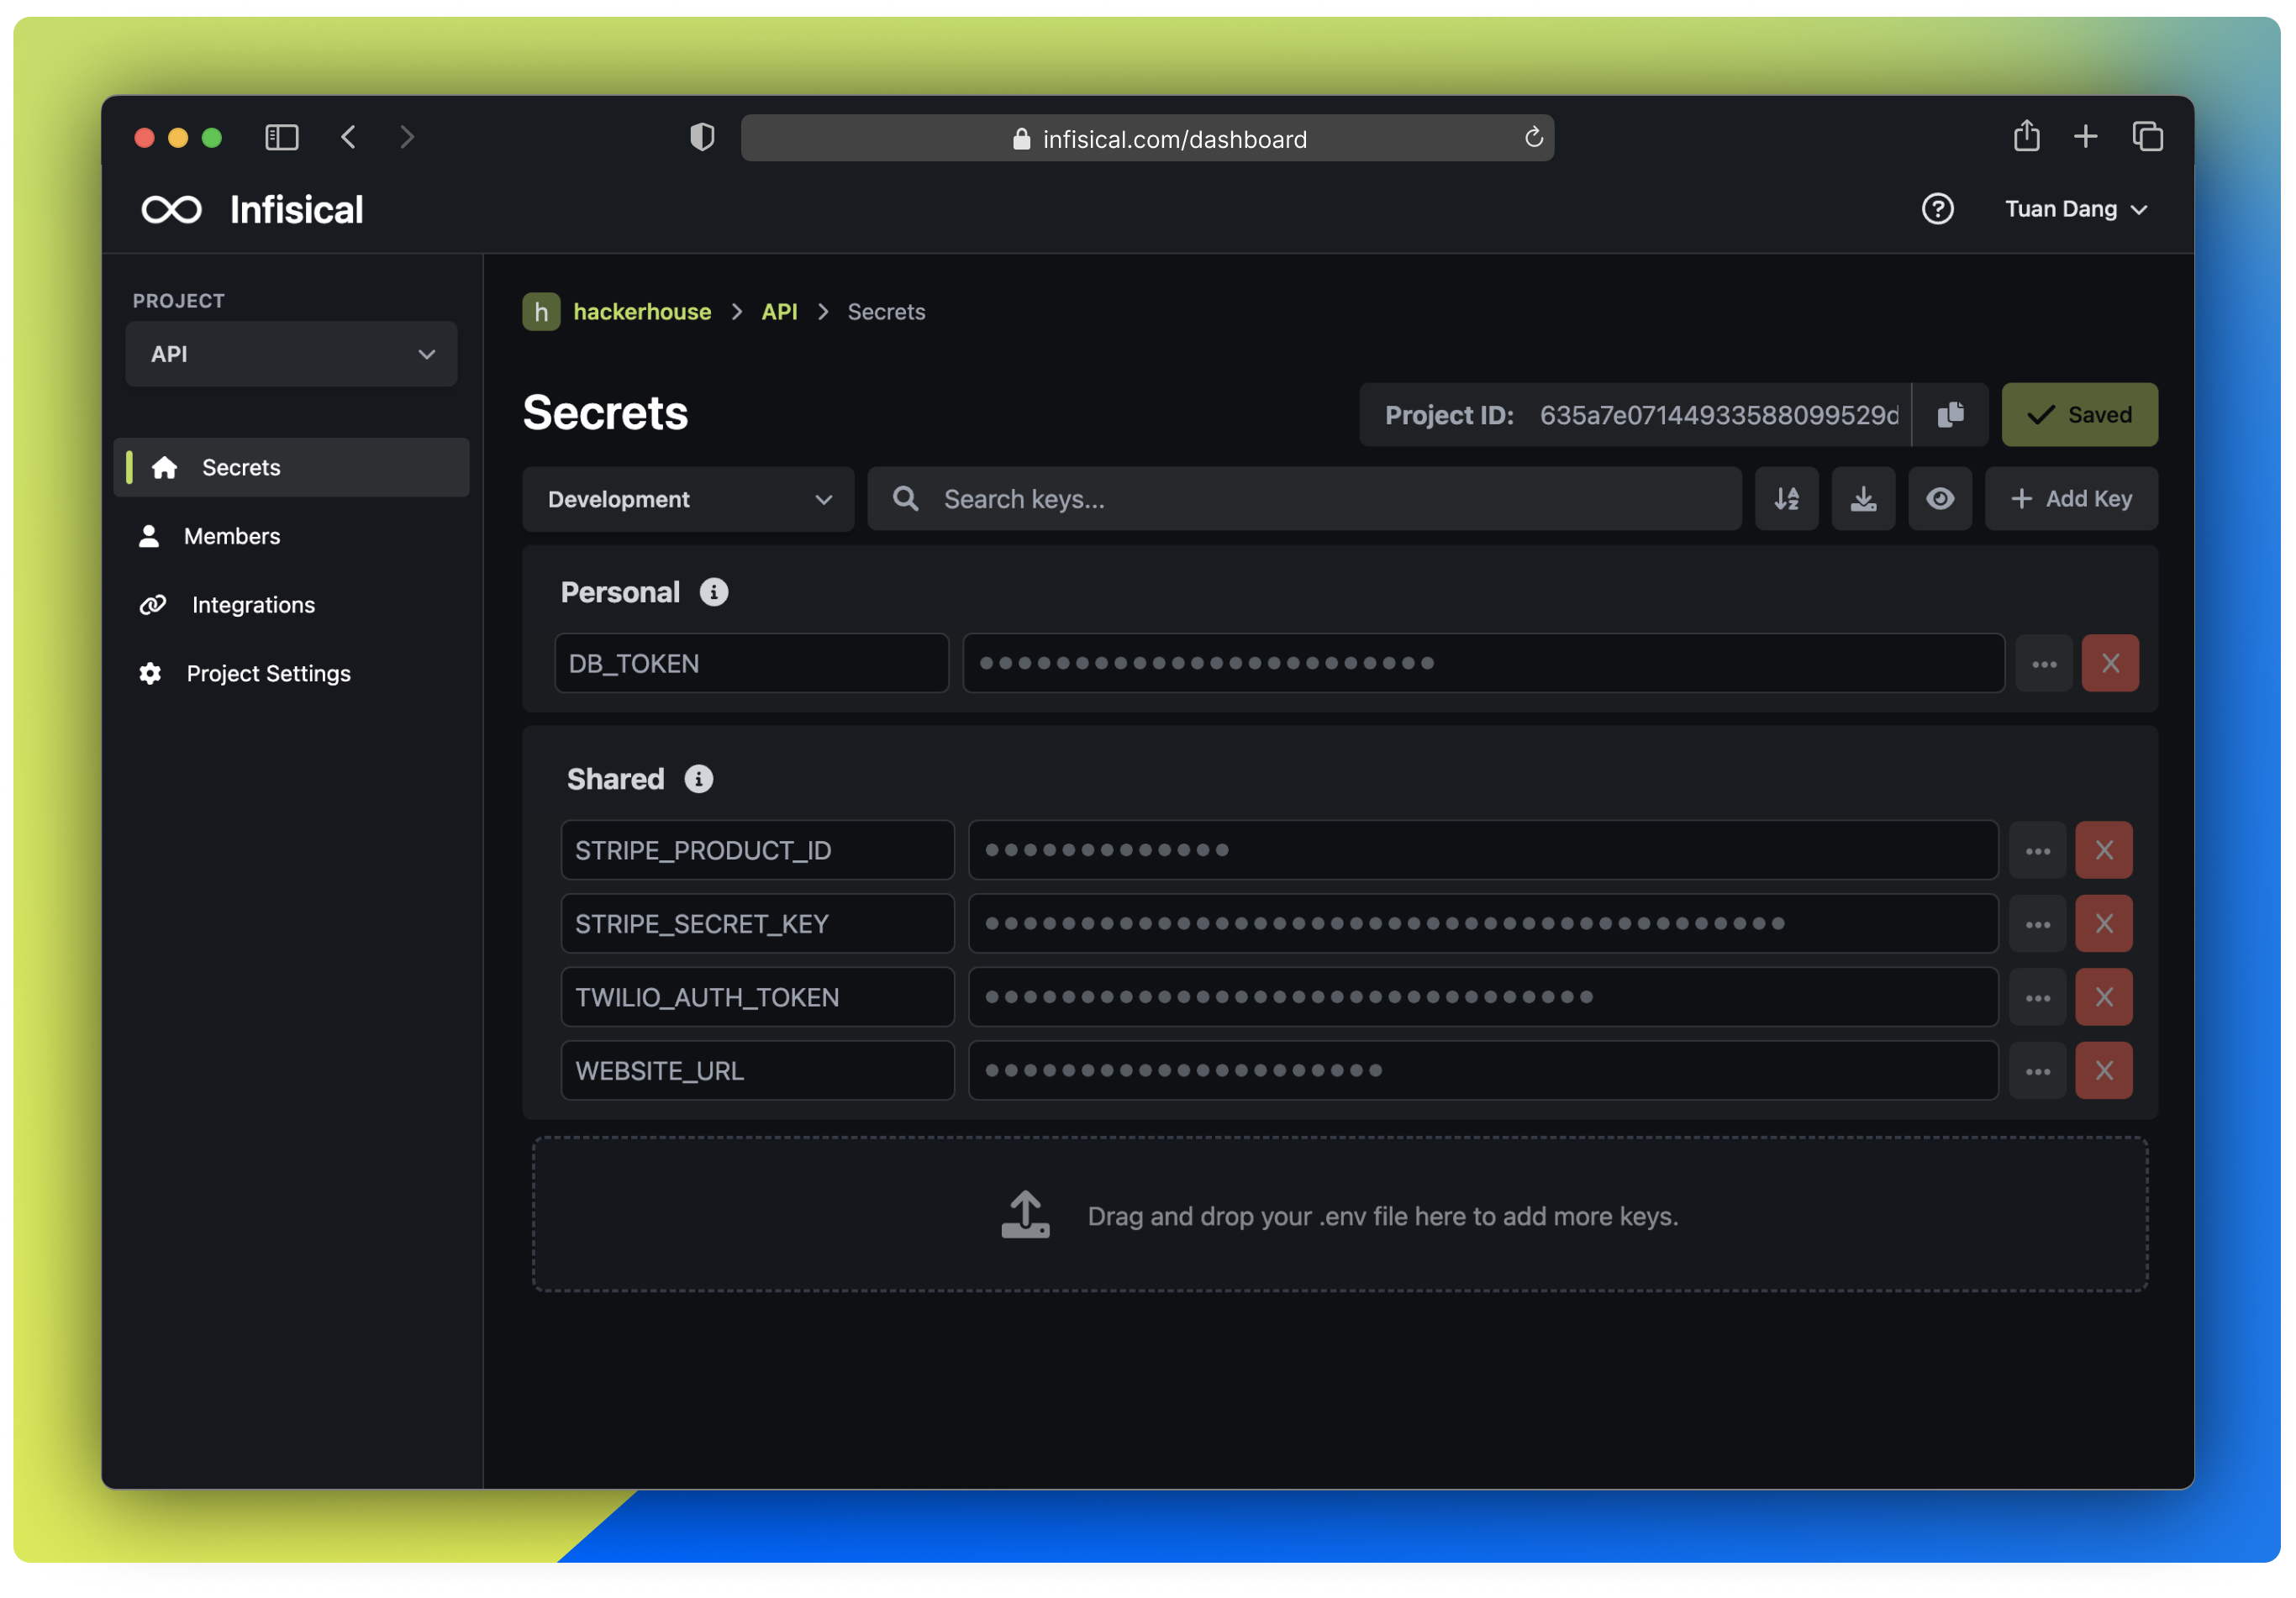 infisical.com/dashboard
Infisical
Tuan Dang
PROJECT
API
Secrets
Members
Integrations
Project Settings
h hackerhouse > API > Secrets
Secrets
Project ID: 635a7e07144933588099529d
Saved
Development
Search keys...
Add Key
Personal
DB_TOKEN
Shared
STRIPE_PRODUCT_ID
STRIPE_SECRET_KEY
TWILIO_AUTH_TOKEN
WEBSITE_URL
Drag and drop your .env file here to add more keys.